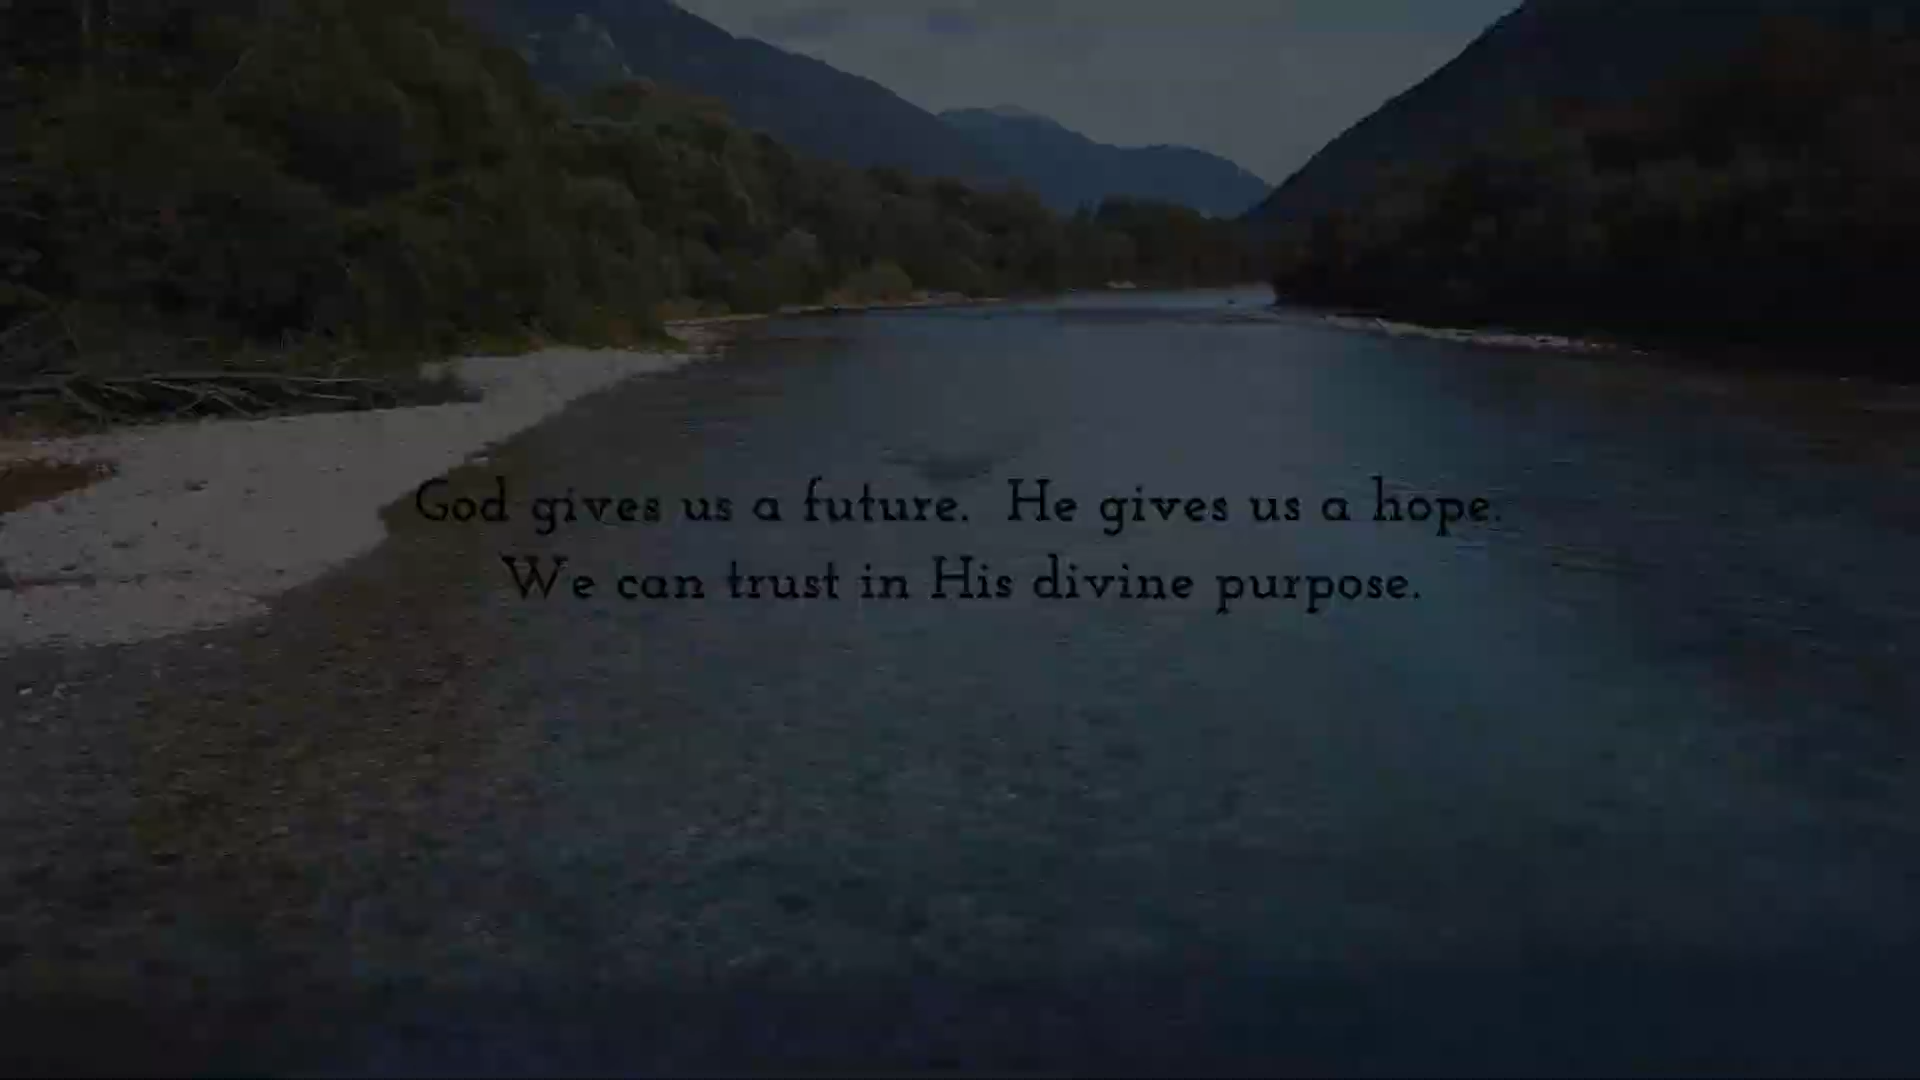 God gives us a future.  He gives us a hope.
We can trust in His divine purpose.